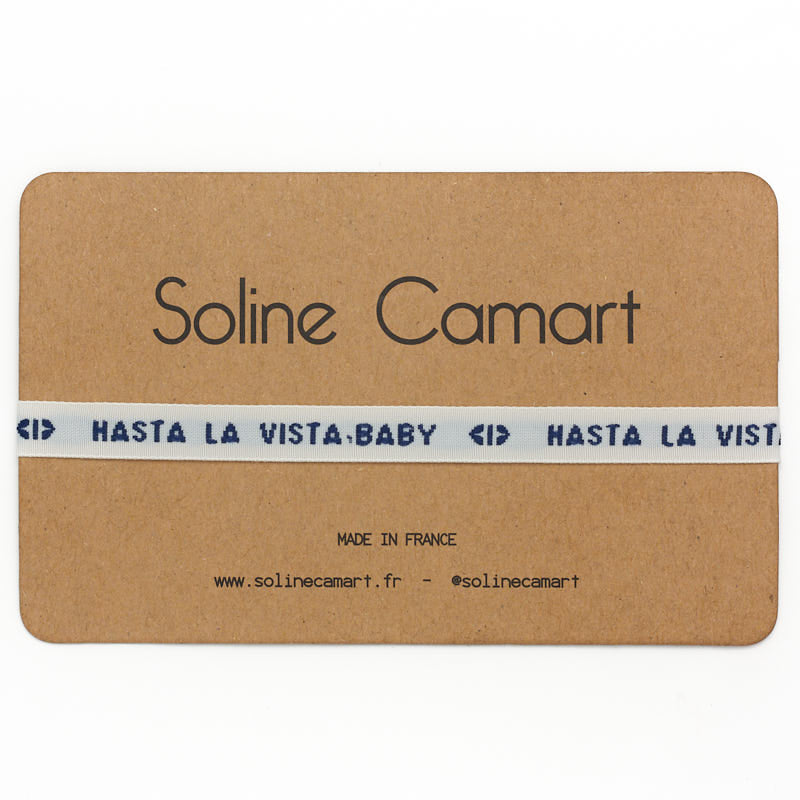 Soline Camart
HASTA LA VISTA, BABY HASTA LA VISTA
MADE IN FRANCE
www.solinecamart.fr - @solinecamart